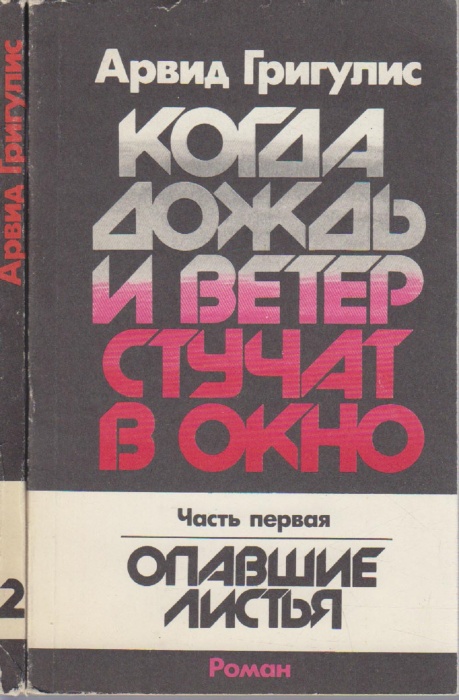 Арвид Григулис
2
Арвид Григулис
КОГДА
ДОЖДЬ
И ВЕТЕР
СТУЧАТ
В ОКНО
Часть первая
ОПАВШИЕ
ЛИСТЬЯ
Роман